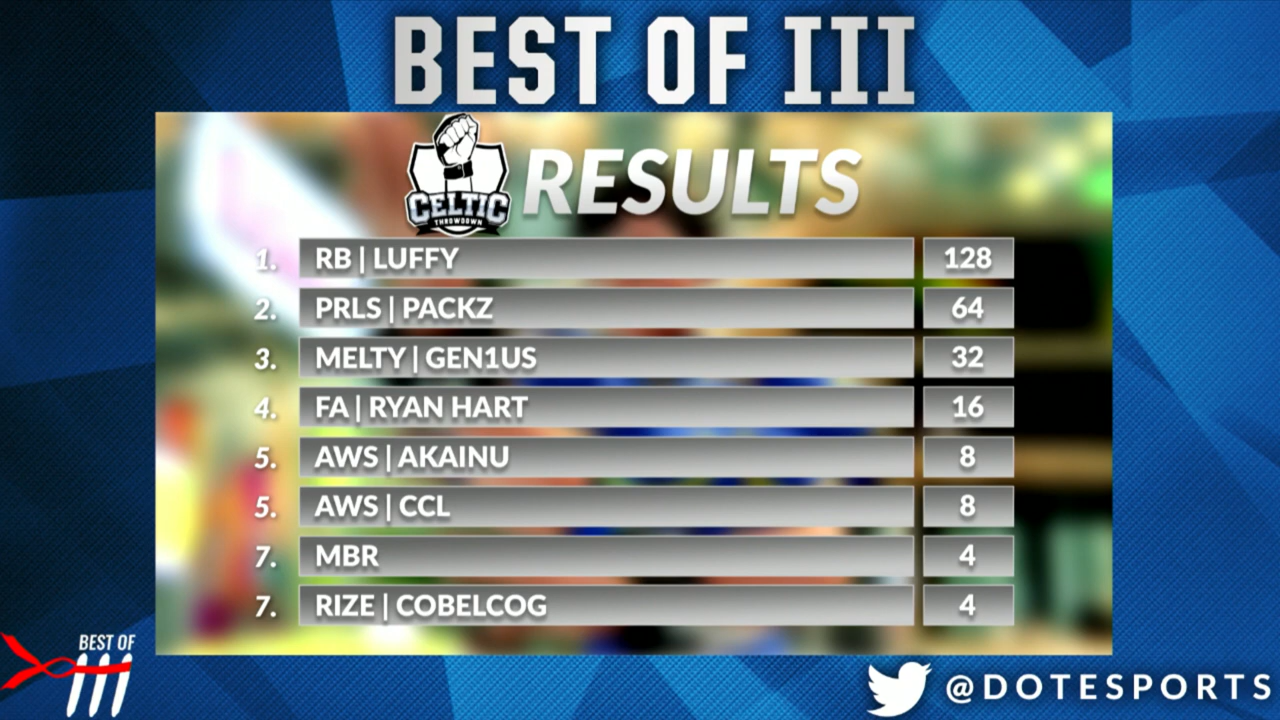 BEST OF III
CELTIC
THROWDOWN
RESULTS
1. RB | LUFFY 128
2. PRLS | PACKZ 64
3. MELTY | GEN1US 32
4. FA | RYAN HART 16
5. AWS | AKAINU 8
5. AWS | CCL 8
7. MBR 4
7. RIZE | COBELCOG 4
BEST OF
III
@DOTESPORTS